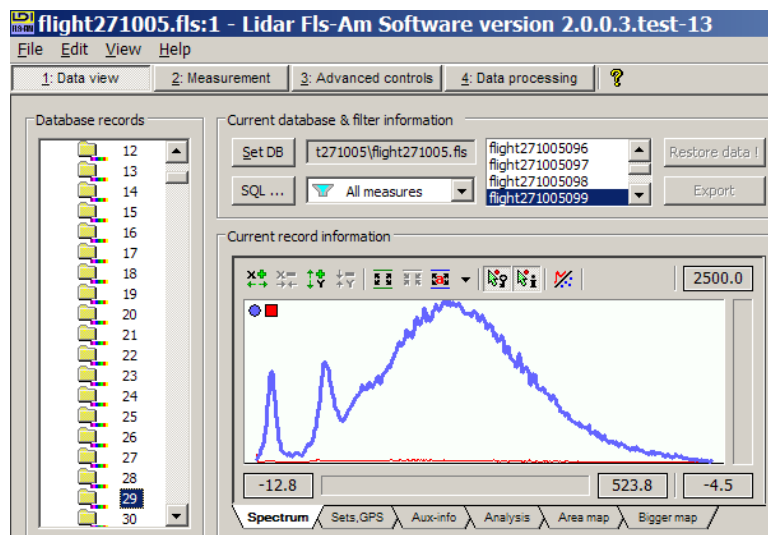 LDI
FLS-AM
flight271005.fls:1 - Lidar Fls-Am Software version 2.0.0.3.test-13
File Edit View Help
1: Data view 2: Measurement 3: Advanced controls 4: Data processing ?
Database records
12
13
14
15
16
17
18
19
20
21
22
23
24
25
26
27
28
29
30
Current database & filter information
Set DB t271005\flight271005.fls
SQL ... All measures
flight271005096
flight271005097
flight271005098
flight271005099
Restore data !
Export
Current record information
2500.0
-12.8 523.8 -4.5
Spectrum Sets,GPS Aux-info Analysis Area map Bigger map